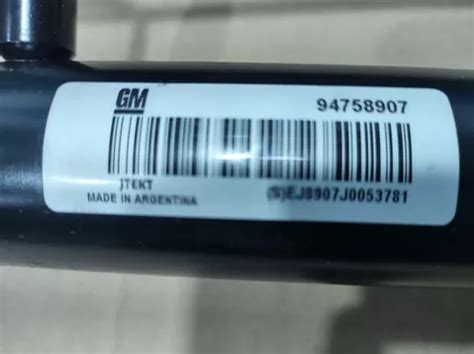 GM 94758907
JTEKT
MADE IN ARGENTINA (S)EJ8907J0053781